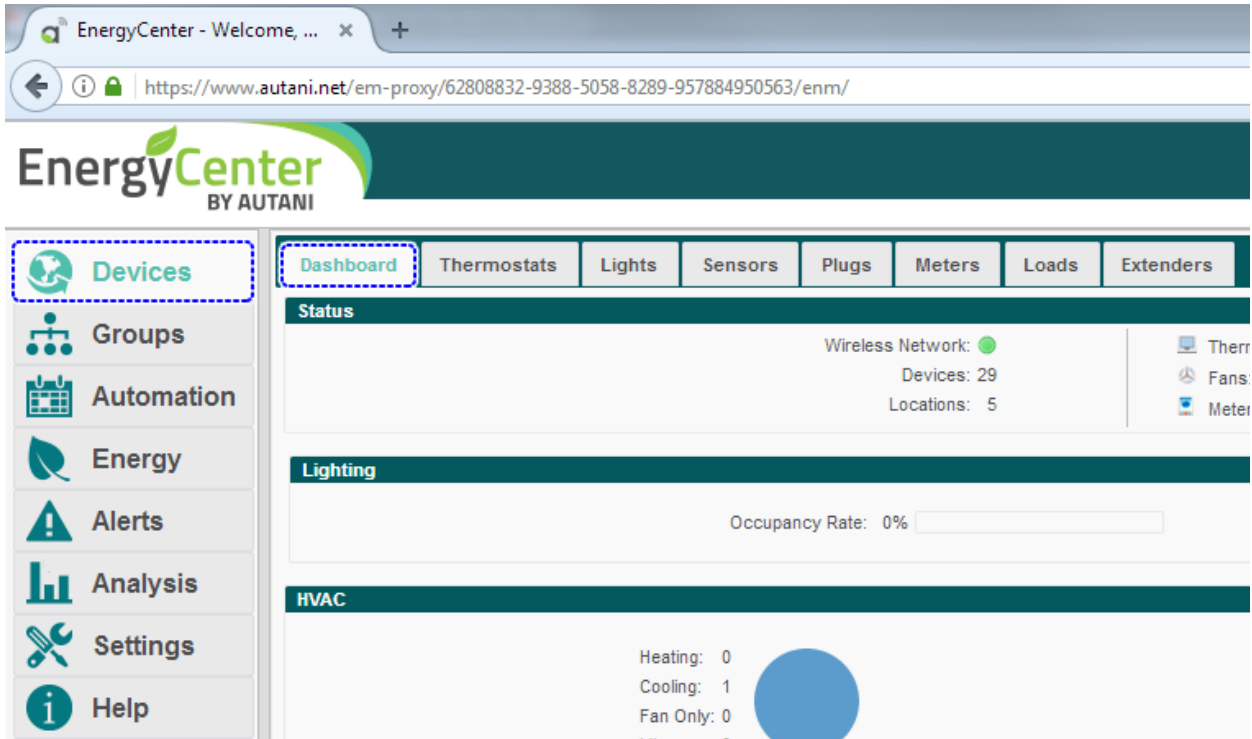 EnergyCenter - Welcome, ...
https://www.autani.net/em-proxy/62808832-9388-5058-8289-957884950563/enm/
EnergyCenter
BY AUTANI
Devices
Groups
Automation
Energy
Alerts
Analysis
Settings
Help
Dashboard Thermostats Lights Sensors Plugs Meters Loads Extenders
Status
Wireless Network:
Devices: 29
Locations: 5
Fans:
Lighting
Occupancy Rate: 0%
HVAC
Heating: 0
Cooling: 1
Fan Only: 0